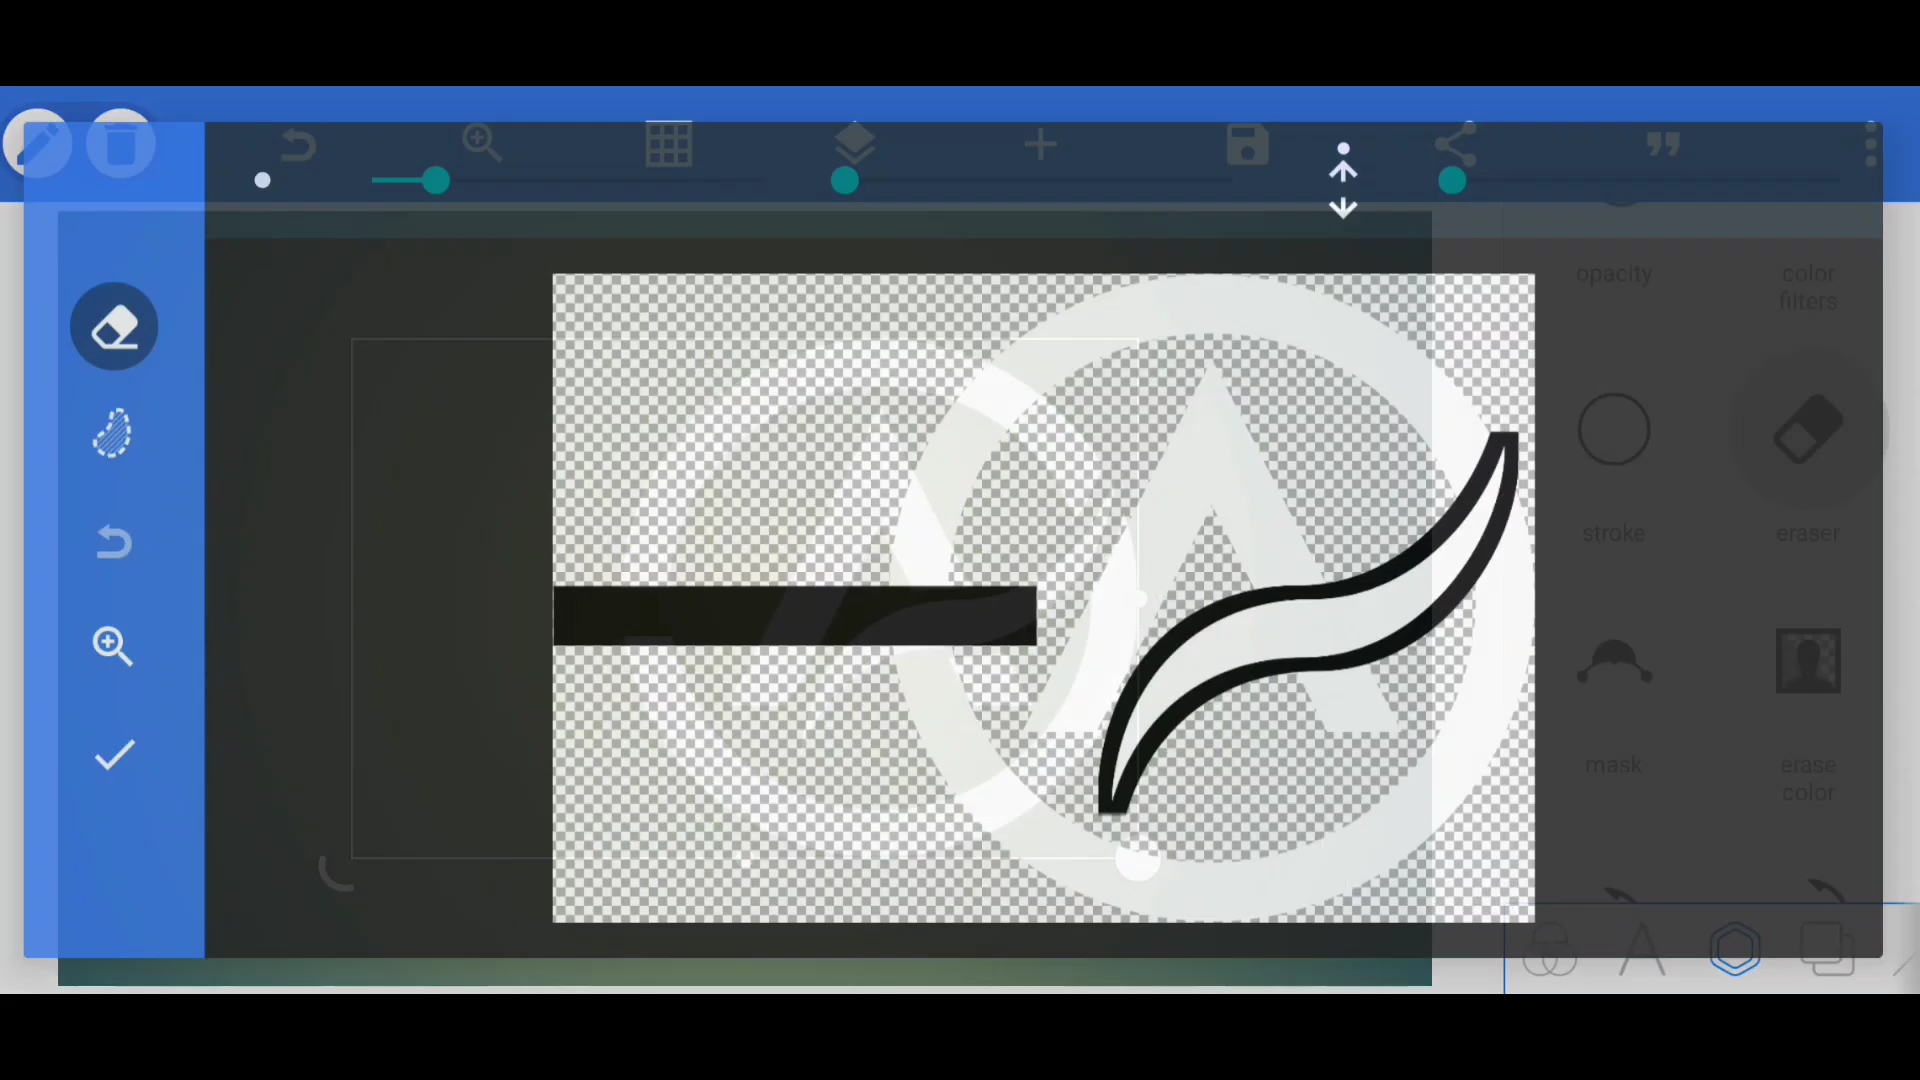 opacity
color
filters
stroke
eraser
mask
erase
color
A